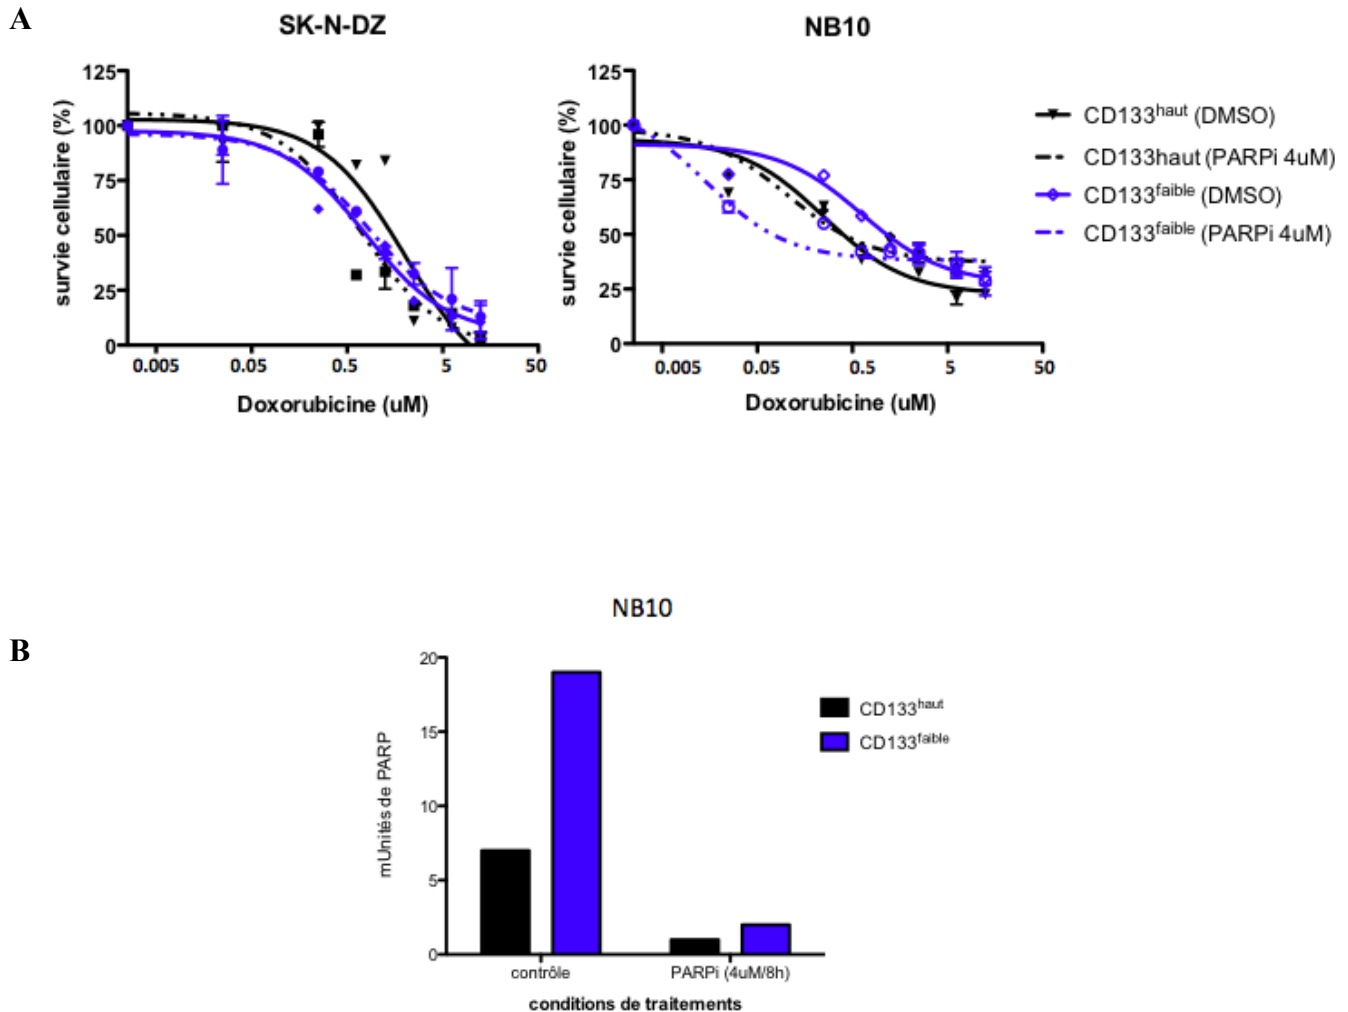 A
SK-N-DZ
NB10
survie cellulaire (%)
125
100
75
50
25
0
0.005 0.05 0.5 5 50
Doxorubicine (uM)
survie cellulaire (%)
125
100
75
50
25
0
0.005 0.05 0.5 5 50
Doxorubicine (uM)
CD133haut (DMSO)
CD133haut (PARPi 4uM)
CD133faible (DMSO)
CD133faible (PARPi 4uM)
B
NB10
mUnités de PARP
20
15
10
5
0
contrôle PARPi (4uM/8h)
conditions de traitements
CD133haut
CD133faible